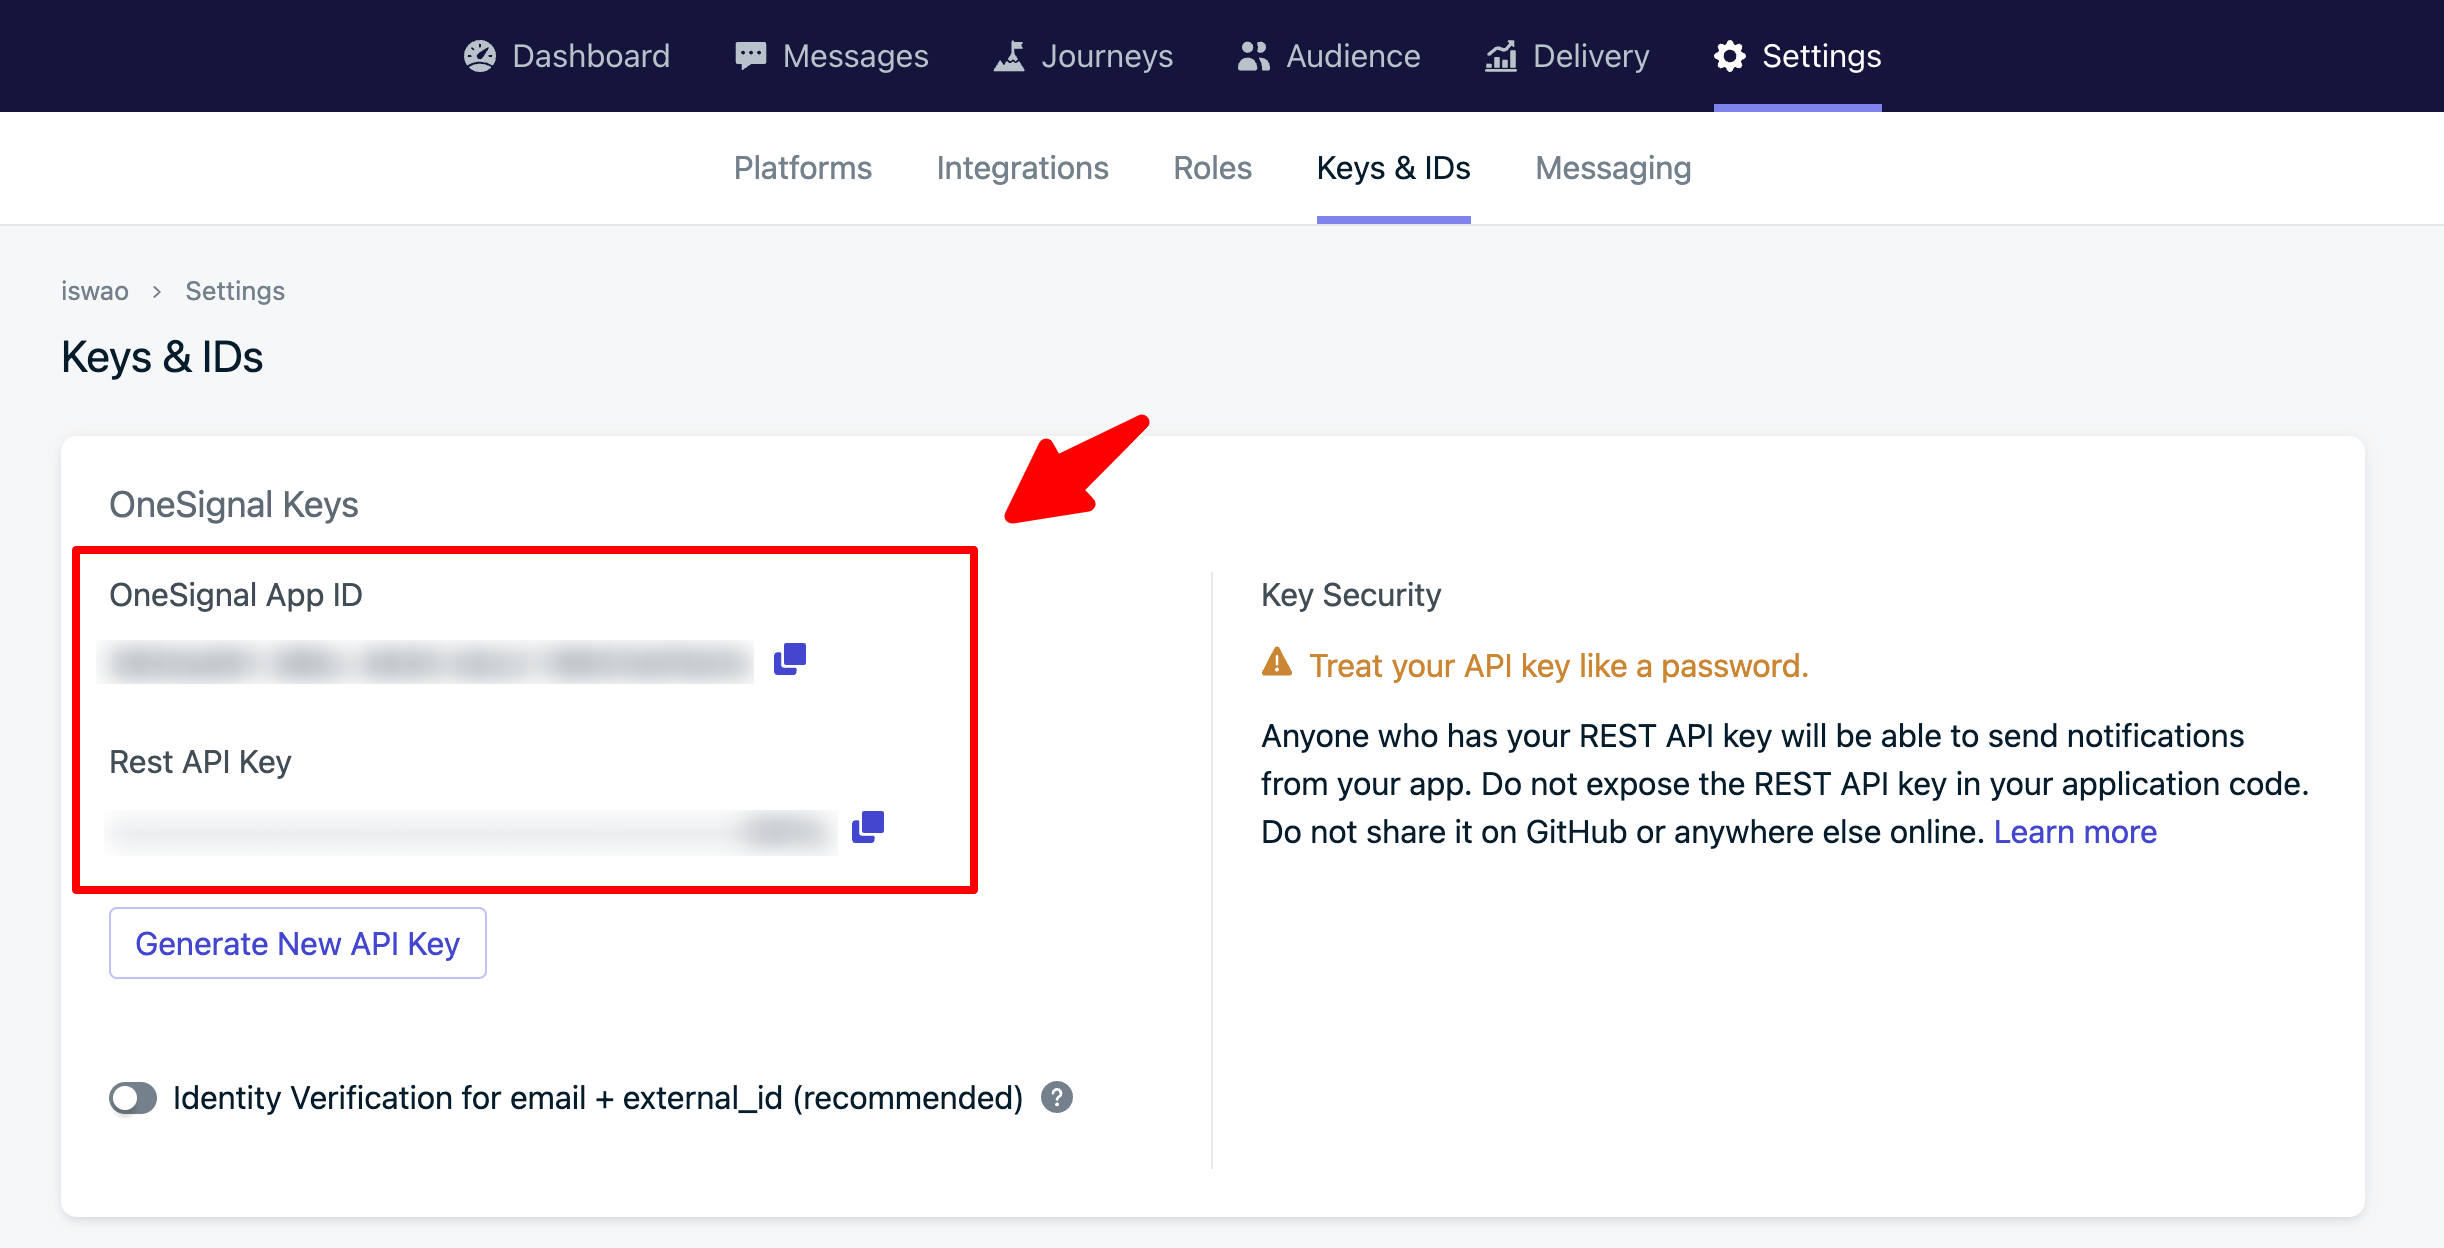 Dashboard Messages Journeys Audience Delivery Settings
Platforms Integrations Roles Keys & IDs Messaging
iswao > Settings
Keys & IDs
OneSignal Keys
OneSignal App ID
Rest API Key
Generate New API Key
Identity Verification for email + external_id (recommended) ?
Key Security
Treat your API key like a password.
Anyone who has your REST API key will be able to send notifications
from your app. Do not expose the REST API key in your application code.
Do not share it on GitHub or anywhere else online. Learn more